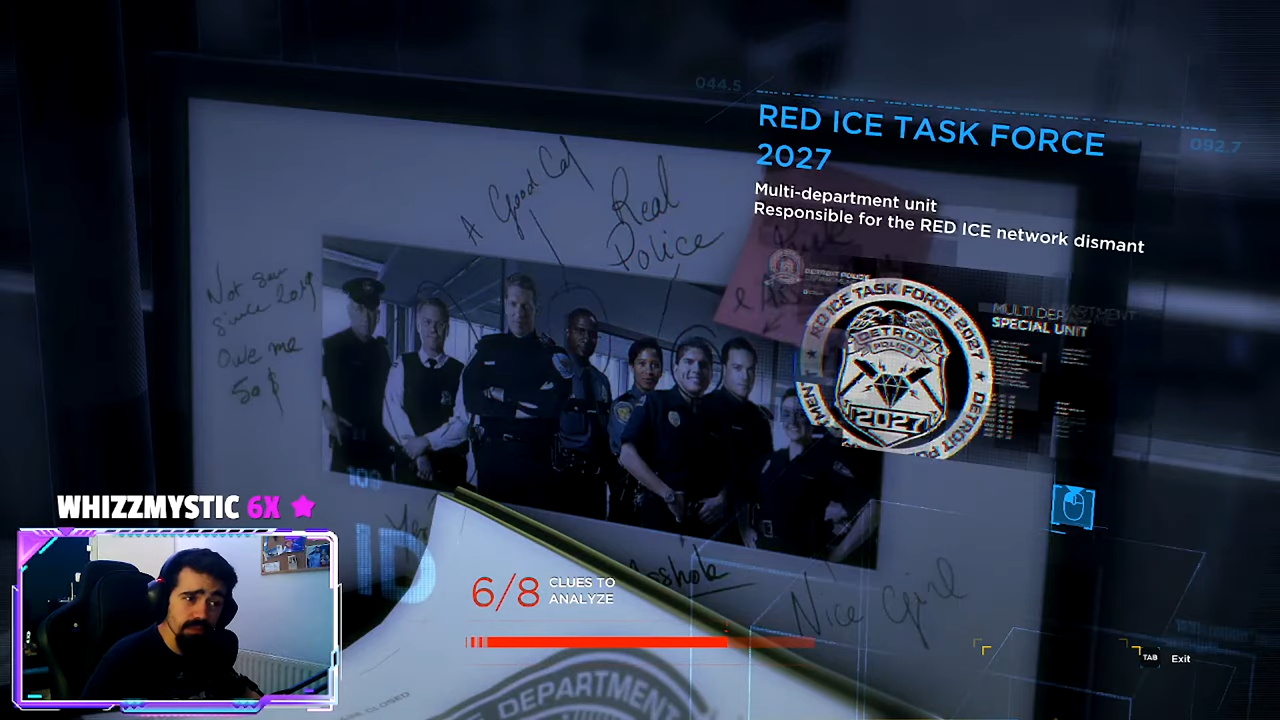 044.5
RED ICE TASK FORCE
2027
092.7
Multi-department unit
Responsible for the RED ICE network dismant
A Good Cop
Real
Police
Not seen
since 2019
Owe me
50 $
DETROIT POLICE
RED ICE TASK FORCE 2027
DETROIT
POLICE
2027
MULTI DEPARTMENT
SPECIAL UNIT
WHIZZMYSTIC 6X
ID
6/8 CLUES TO
ANALYZE
Asshole
Nice Girl
TAB Exit
DEPARTMENT
CLOSED